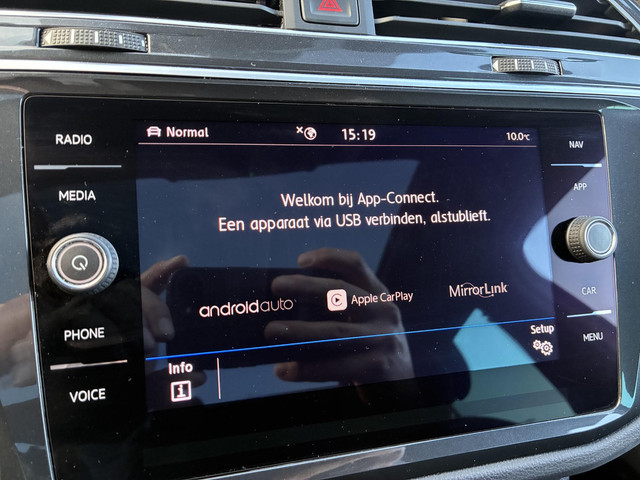 RADIO
MEDIA
PHONE
VOICE
Normal
15:19
10.0°C
Welkom bij App-Connect.
Een apparaat via USB verbinden, alstublieft.
androidauto
Apple CarPlay
MirrorLink
Info
Setup
NAV
APP
CAR
MENU